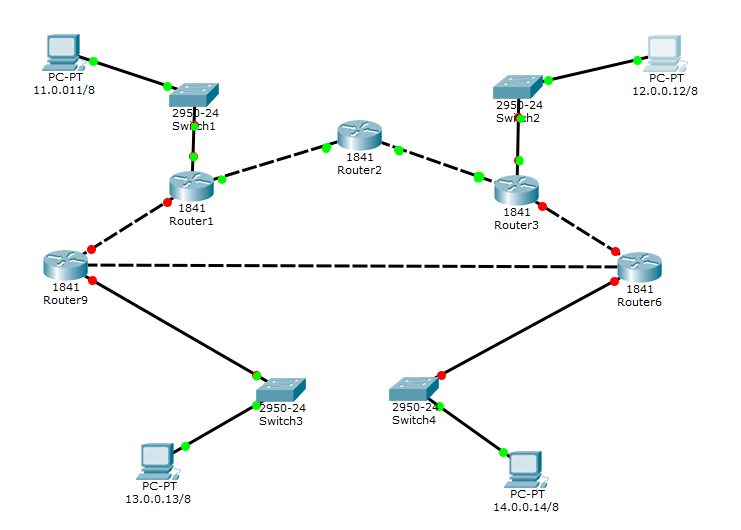 PC-PT
11.0.011/8
2950-24
Switch1
1841
Router2
2950-24
Switch2
PC-PT
12.0.0.12/8
1841
Router1
1841
Router3
1841
Router9
1841
Router6
2950-24
Switch3
2950-24
Switch4
PC-PT
13.0.0.13/8
PC-PT
14.0.0.14/8